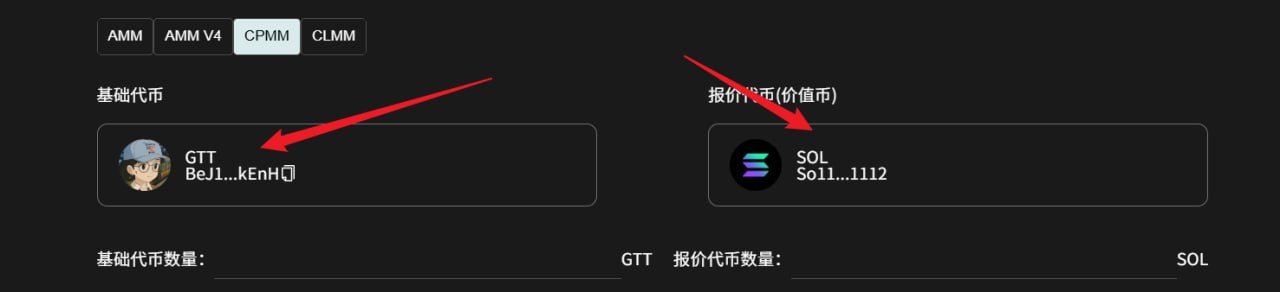 AMM AMM V4 CPMM CLMM
基础代币 报价代币(价值币)
GTT SOL
BeJ1...kEnH So11...1112
基础代币数量: GTT 报价代币数量: SOL